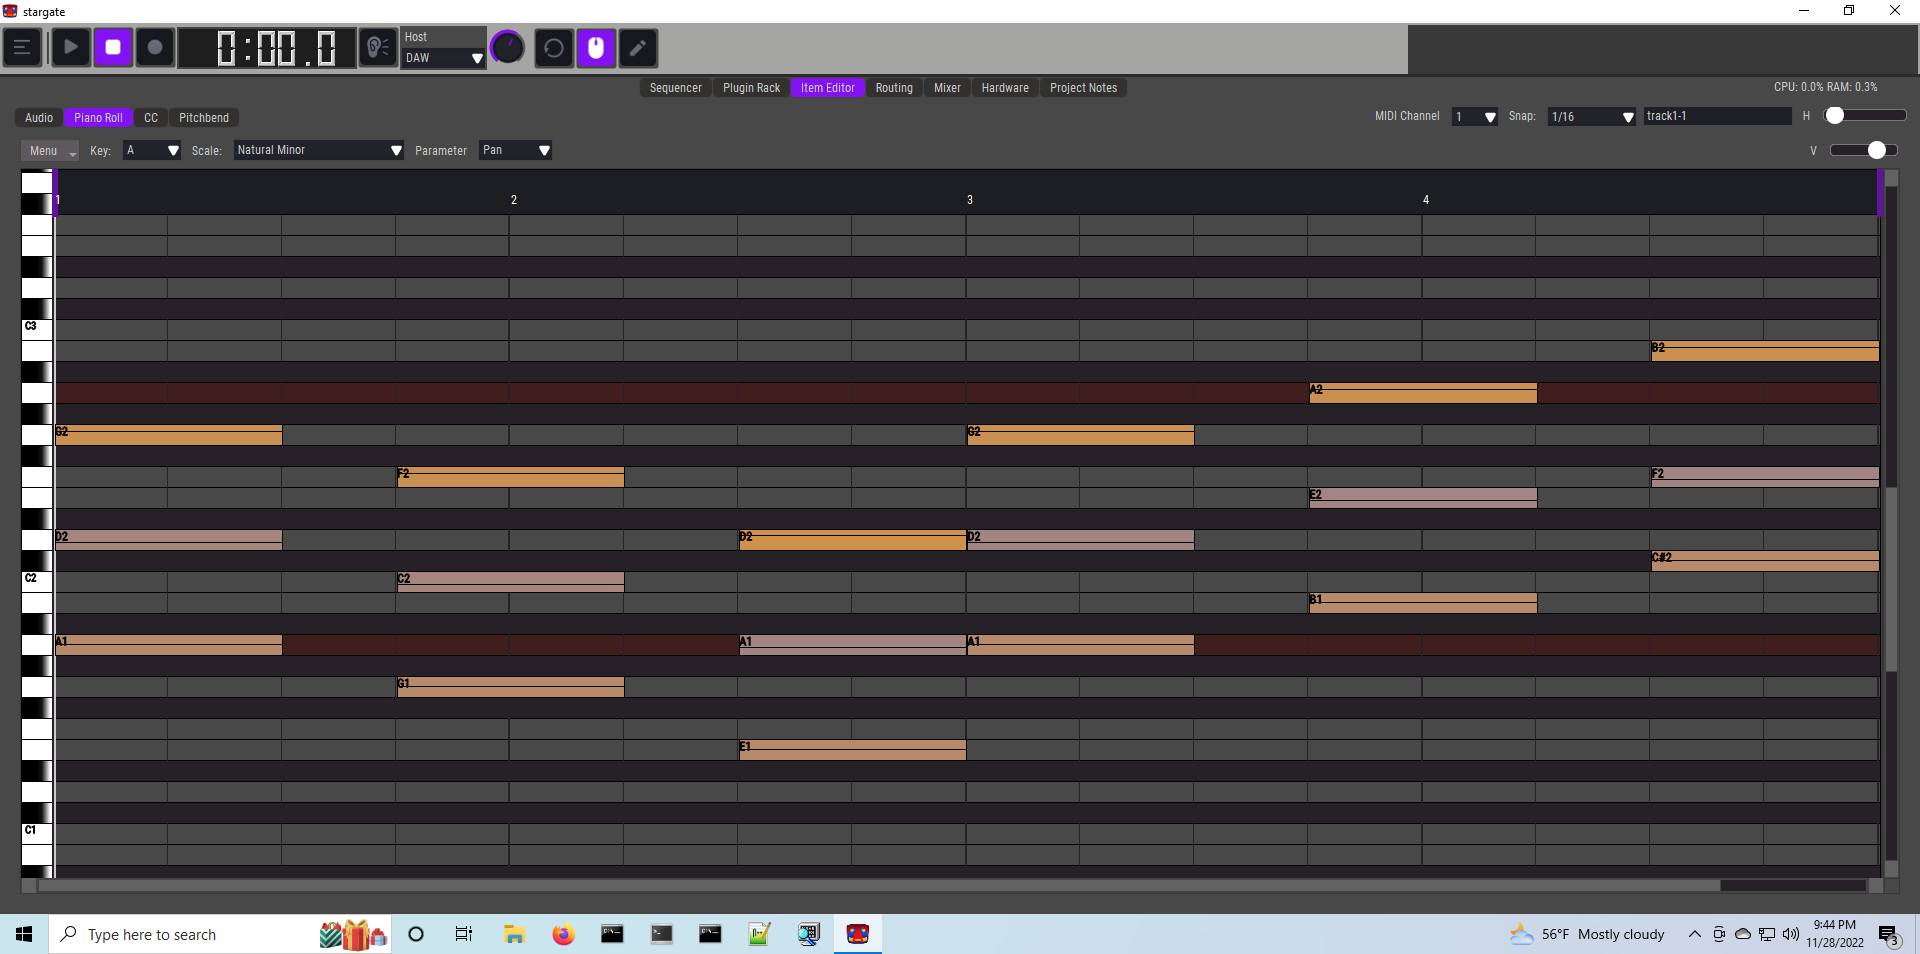 stargate
0:00.0
Host
DAW
Sequencer Plugin Rack Item Editor Routing Mixer Hardware Project Notes
CPU: 0.0% RAM: 0.3%
Audio Piano Roll CC Pitchbend
MIDI Channel 1 Snap: 1/16 track1-1 H
Menu Key: A Scale: Natural Minor Parameter Pan V
1 2 3 4
C3
B2
A2
G2 G2
F2 F2
E2
D2 D2 D2
C#2
C2 C2
B1
A1 A1 A1
G1
E1
C1
Type here to search
56°F Mostly cloudy
9:44 PM
11/28/2022
3